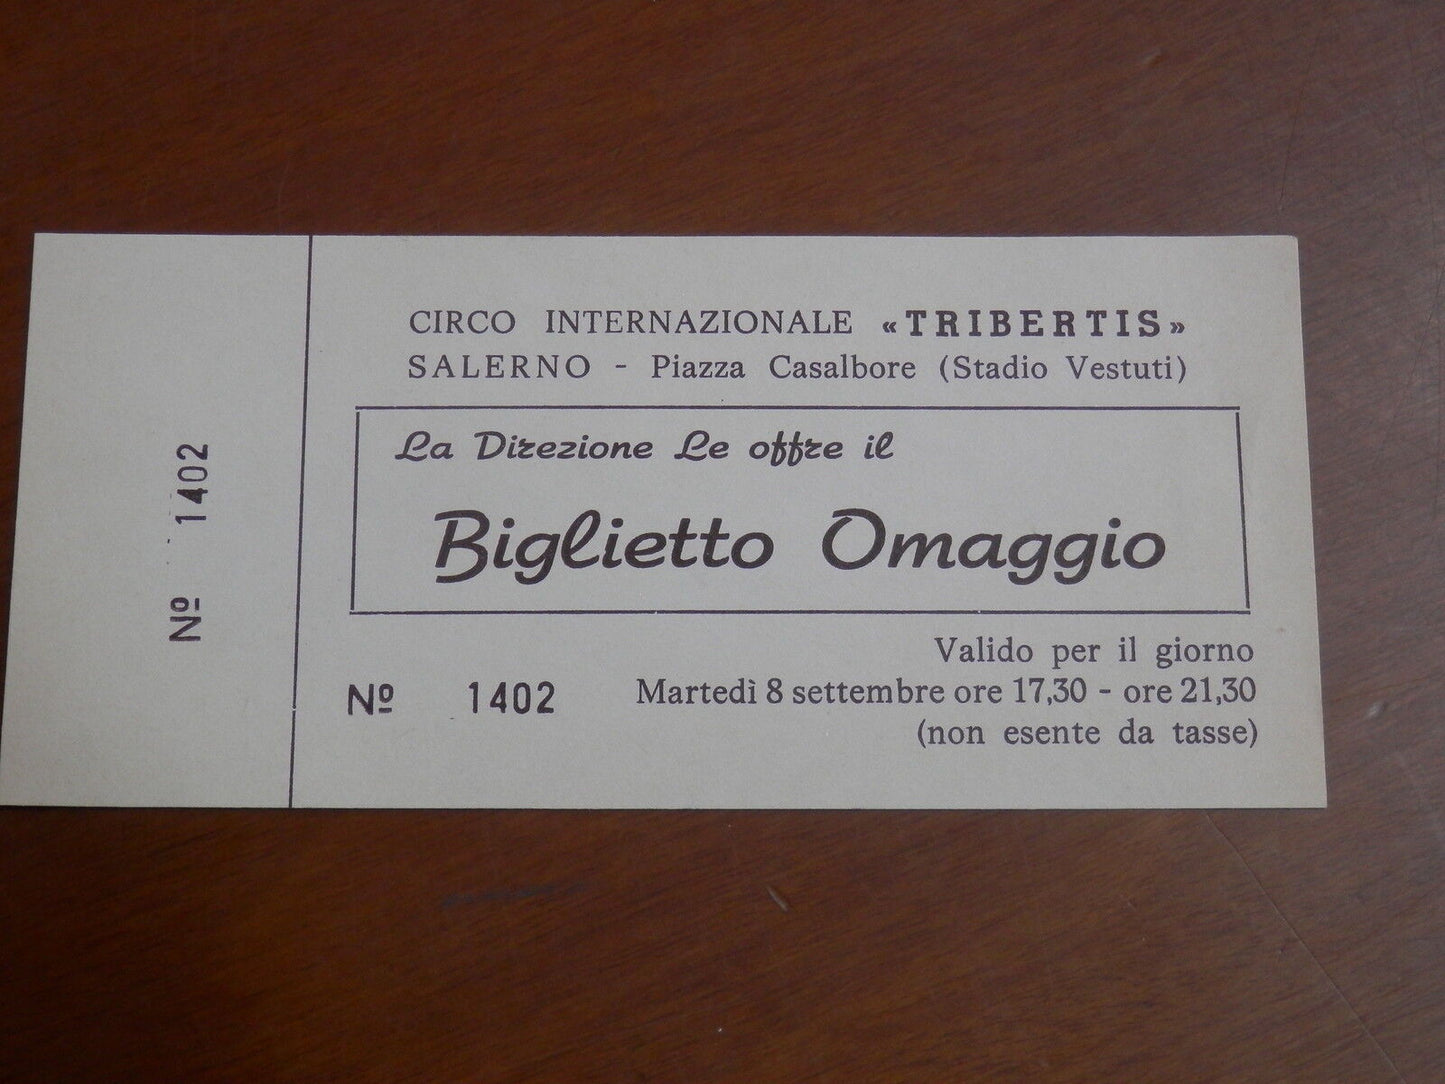 Nº 1402
CIRCO INTERNAZIONALE «TRIBERTIS»
SALERNO - Piazza Casalbore (Stadio Vestuti)
La Direzione Le offre il
Biglietto Omaggio
Valido per il giorno
Nº 1402 Martedì 8 settembre ore 17,30 - ore 21,30
(non esente da tasse)